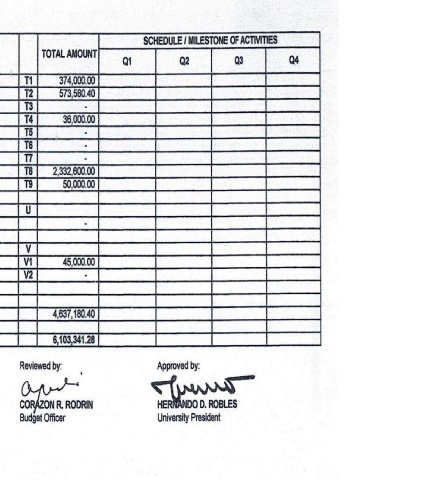 TOTAL AMOUNT SCHEDULE / MILESTONE OF ACTIVITIES
Q1 Q2 Q3 Q4
T1 374,000.00
T2 573,580.40
T3 -
T4 36,000.00
T5 -
T6 -
T7 -
T8 2,332,600.00
T9 50,000.00
U
-
V
V1 45,000.00
V2 -
4,637,180.40
6,103,341.28
Reviewed by: Approved by:
CORAZON R. RODRIN HERNANDO D. ROBLES
Budget Officer University President